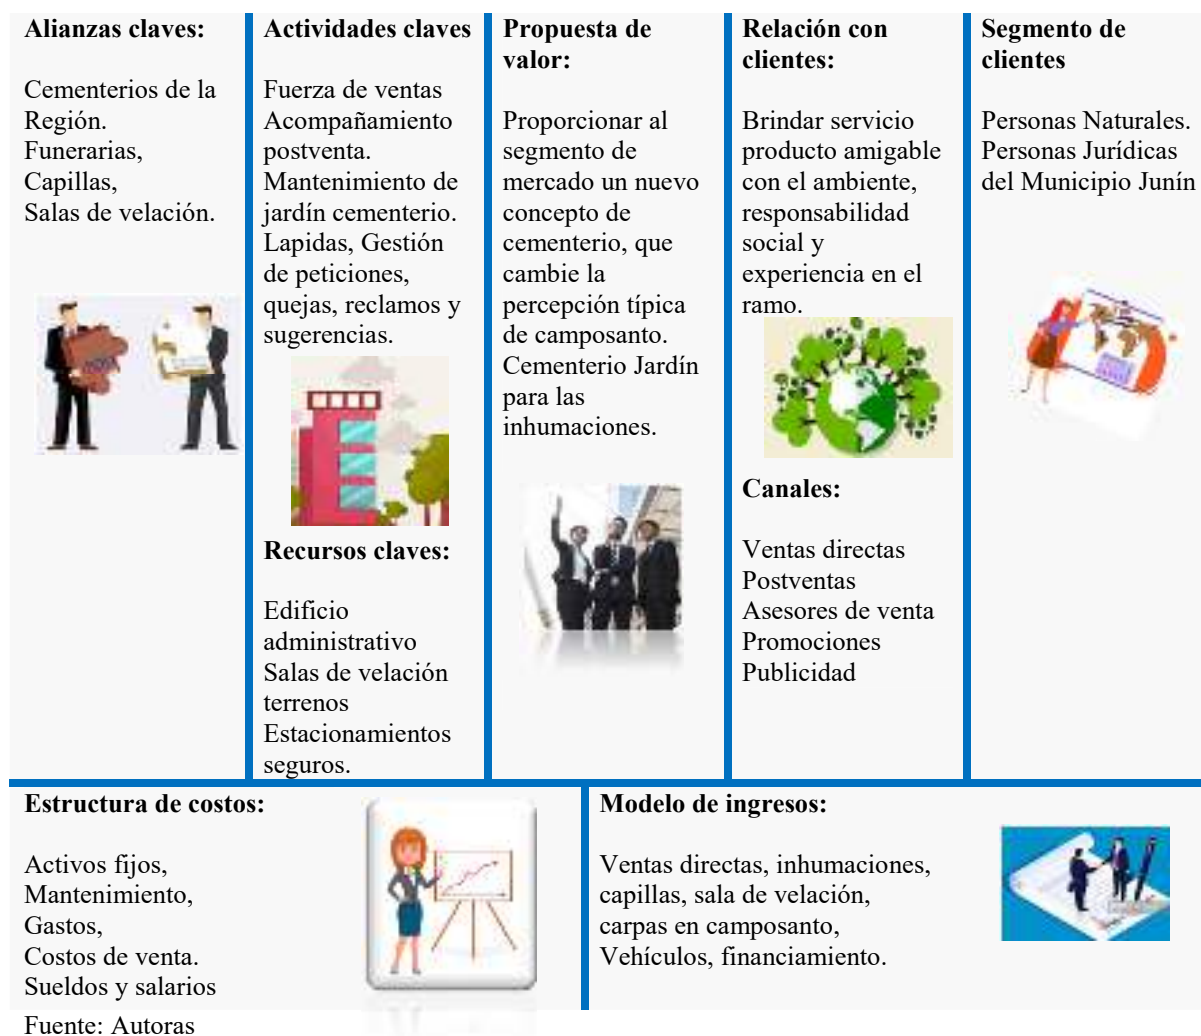 Alianzas claves:
Cementerios de la
Región.
Funerarias,
Capillas,
Salas de velación.
Actividades claves
Fuerza de ventas
Acompañamiento
postventa.
Mantenimiento de
jardín cementerio.
Lapidas, Gestión
de peticiones,
quejas, reclamos y
sugerencias.
Recursos claves:
Edificio
administrativo
Salas de velación
terrenos
Estacionamientos
seguros.
Propuesta de
valor:
Proporcionar al
segmento de
mercado un nuevo
concepto de
cementerio, que
cambie la
percepción típica
de camposanto.
Cementerio Jardín
para las
inhumaciones.
Relación con
clientes:
Brindar servicio
producto amigable
con el ambiente,
responsabilidad
social y
experiencia en el
ramo.
Canales:
Ventas directas
Postventas
Asesores de venta
Promociones
Publicidad
Segmento de
clientes
Personas Naturales.
Personas Jurídicas
del Municipio Junín
Estructura de costos:
Activos fijos,
Mantenimiento,
Gastos,
Costos de venta.
Sueldos y salarios
Modelo de ingresos:
Ventas directas, inhumaciones,
capillas, sala de velación,
carpas en camposanto,
Vehículos, financiamiento.
Fuente: Autoras